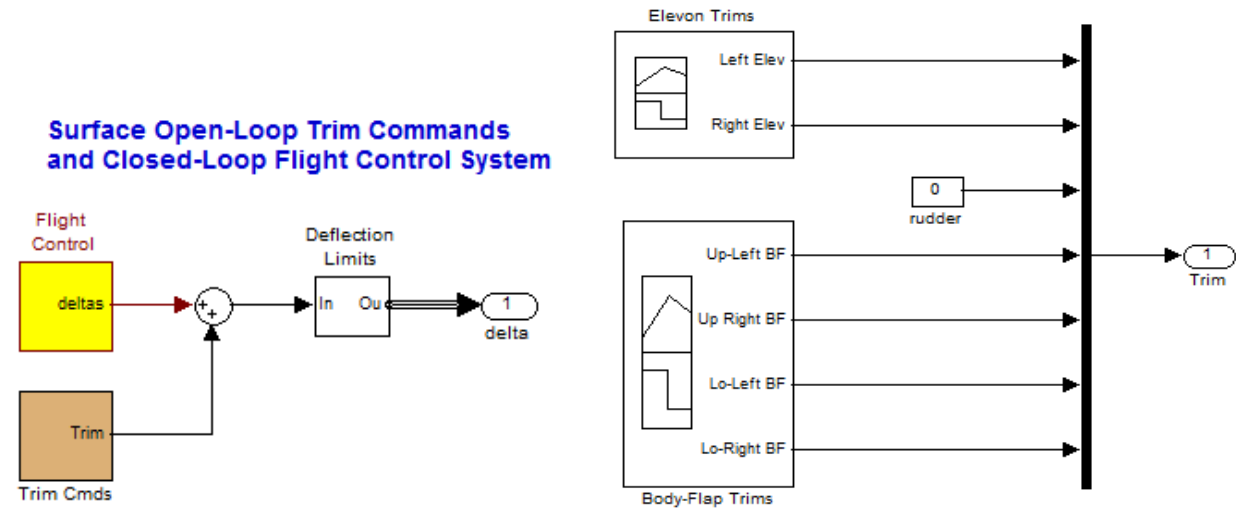 Surface Open-Loop Trim Commands
and Closed-Loop Flight Control System
Flight
Control
deltas
+
+
Deflection
Limits
In
Ou
1
delta
Trim
Trim Cmds
Elevon Trims
Left Elev
Right Elev
0
rudder
Up-Left BF
Up Right BF
Lo-Left BF
Lo-Right BF
Body-Flap Trims
1
Trim